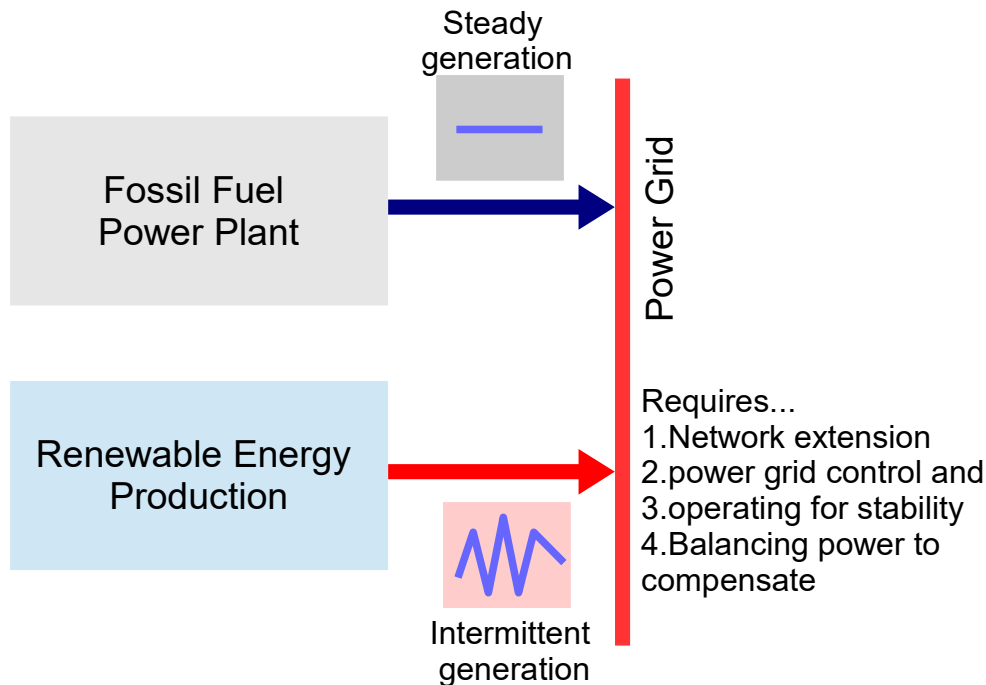 Steady
generation
Fossil Fuel
Power Plant
Power Grid
Renewable Energy
Production
Requires...
1.Network extension
2.power grid control and
3.operating for stability
4.Balancing power to
compensate
Intermittent
generation